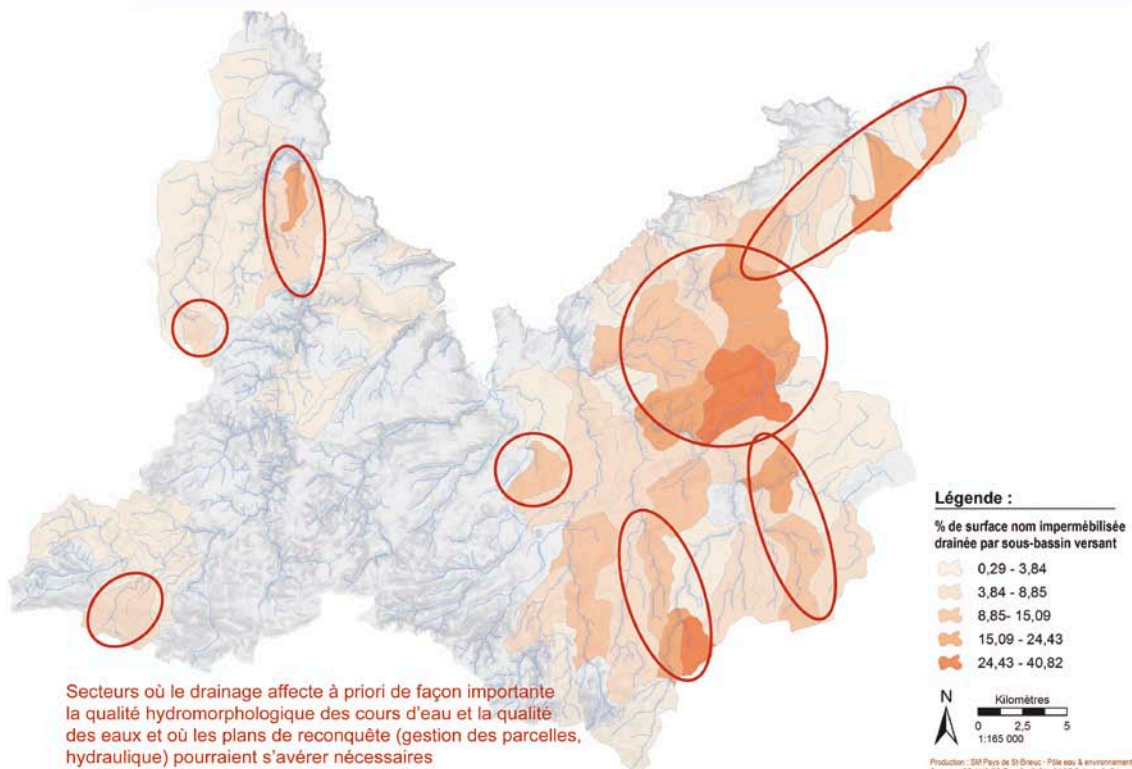 Secteurs où le drainage affecte à priori de façon importante
la qualité hydromorphologique des cours d'eau et la qualité
des eaux et où les plans de reconquête (gestion des parcelles,
hydraulique) pourraient s'avérer nécessaires
Légende :
% de surface nom impermébilisée
drainée par sous-bassin versant
0,29 - 3,84
3,84 - 8,85
8,85- 15,09
15,09 - 24,43
24,43 - 40,82
N
Kilomètres
0 2,5 5
1:165 000
Production : SM Pays de St-Brieuc - Pôle eau & environnement